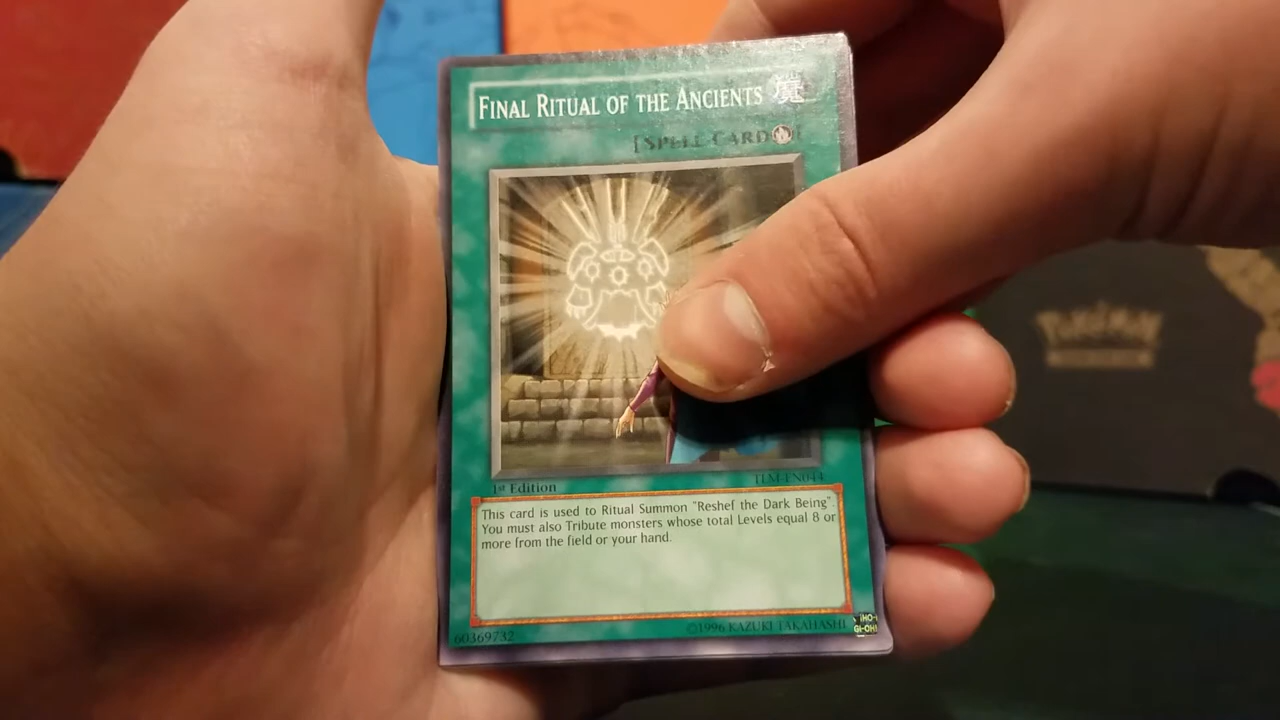 FINAL RITUAL OF THE ANCIENTS 魔
[SPELL CARD]
1st Edition
TLM-EN044
This card is used to Ritual Summon "Reshef the Dark Being".
You must also Tribute monsters whose total Levels equal 8 or
more from the field or your hand.
60369732
©1996 KAZUKI TAKAHASHI
POKÉMON